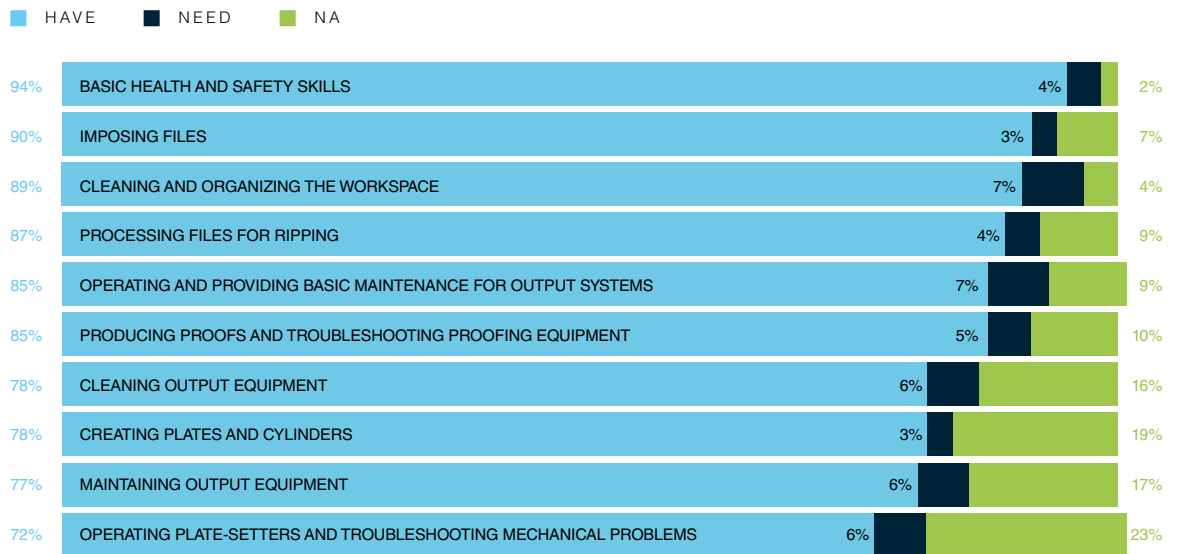 HAVE NEED NA
94% BASIC HEALTH AND SAFETY SKILLS 4% 2%
90% IMPOSING FILES 3% 7%
89% CLEANING AND ORGANIZING THE WORKSPACE 7% 4%
87% PROCESSING FILES FOR RIPPING 4% 9%
85% OPERATING AND PROVIDING BASIC MAINTENANCE FOR OUTPUT SYSTEMS 7% 9%
85% PRODUCING PROOFS AND TROUBLESHOOTING PROOFING EQUIPMENT 5% 10%
78% CLEANING OUTPUT EQUIPMENT 6% 16%
78% CREATING PLATES AND CYLINDERS 3% 19%
77% MAINTAINING OUTPUT EQUIPMENT 6% 17%
72% OPERATING PLATE-SETTERS AND TROUBLESHOOTING MECHANICAL PROBLEMS 6% 23%